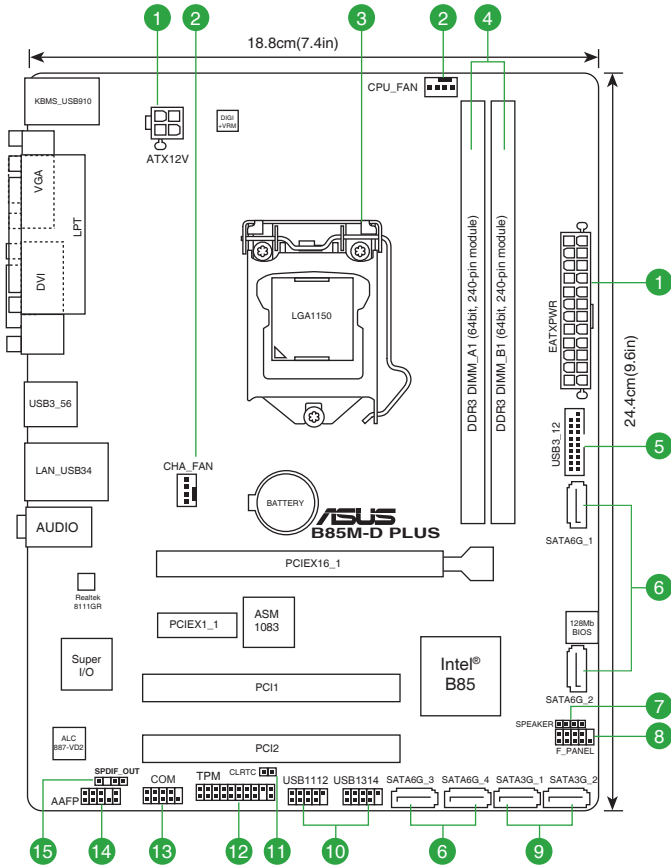 1
2
3
2
4
18.8cm(7.4in)
KBMS_USB910
CPU_FAN
DIGI
+VRM
ATX12V
VGA
LPT
DVI
LGA1150
DDR3 DIMM_A1 (64bit, 240-pin module)
DDR3 DIMM_B1 (64bit, 240-pin module)
EATXPWR
1
24.4cm(9.6in)
USB3_56
USB3_12
5
LAN_USB34
CHA_FAN
BATTERY
AUDIO
ASUS
B85M-D PLUS
SATA6G_1
PCIEX16_1
6
Realtek
8111GR
PCIEX1_1
ASM
1083
128Mb
BIOS
Super
I/O
Intel®
B85
PCI1
SATA6G_2
7
SPEAKER
8
F_PANEL
ALC
887-VD2
PCI2
SPDIF_OUT
AAFP
COM
TPM
CLRTC
USB1112
USB1314
SATA6G_3
SATA6G_4
SATA3G_1
SATA3G_2
15
14
13
12
11
10
6
9